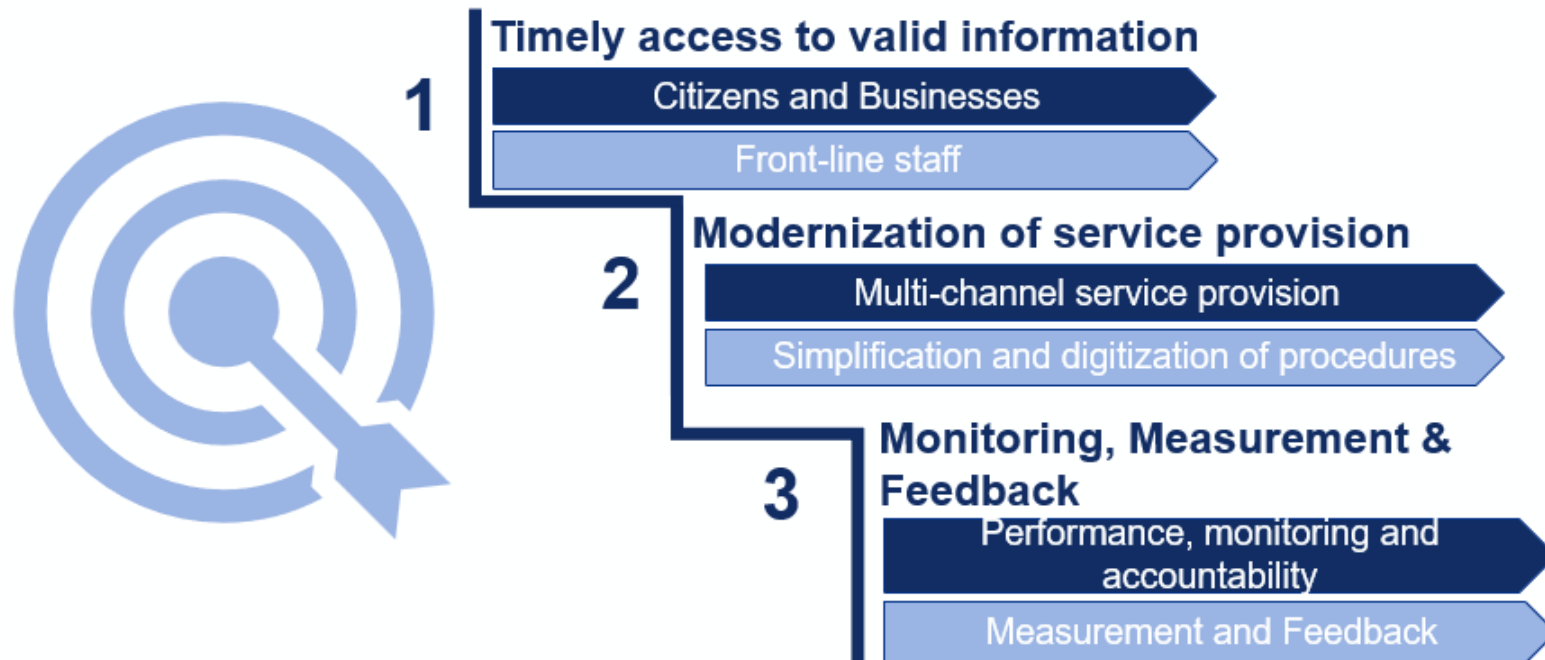 Timely access to valid information
1
Citizens and Businesses
Front-line staff
Modernization of service provision
2
Multi-channel service provision
Simplification and digitization of procedures
Monitoring, Measurement &
Feedback
3
Performance, monitoring and
accountability
Measurement and Feedback